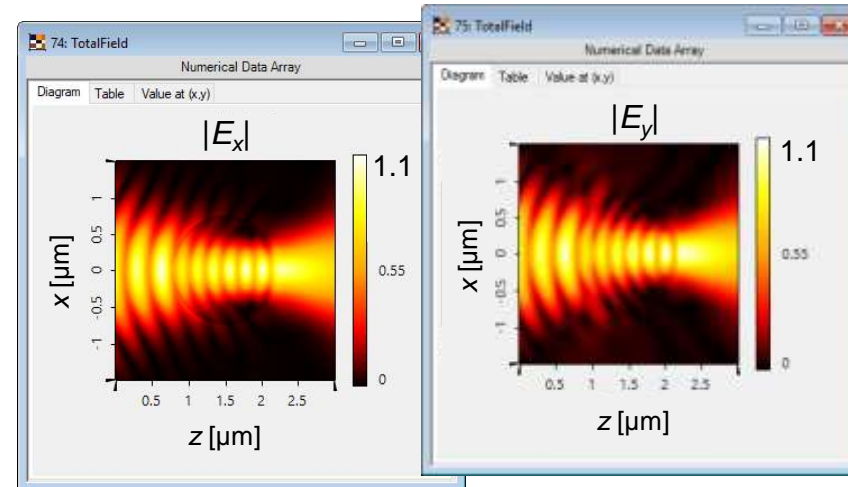 74: TotalField
Numerical Data Array
Diagram Table Value at (x,y)
|Ex|
1.1
0.55
0
x [µm]
1
0.5
0
-0.5
-1
0.5 1 1.5 2 2.5
z [µm]
75: TotalField
Numerical Data Array
Diagram Table Value at (x,y)
|Ey|
1.1
0.55
0
x [µm]
1
0.5
0
-0.5
-1
0.5 1 1.5 2 2.5
z [µm]